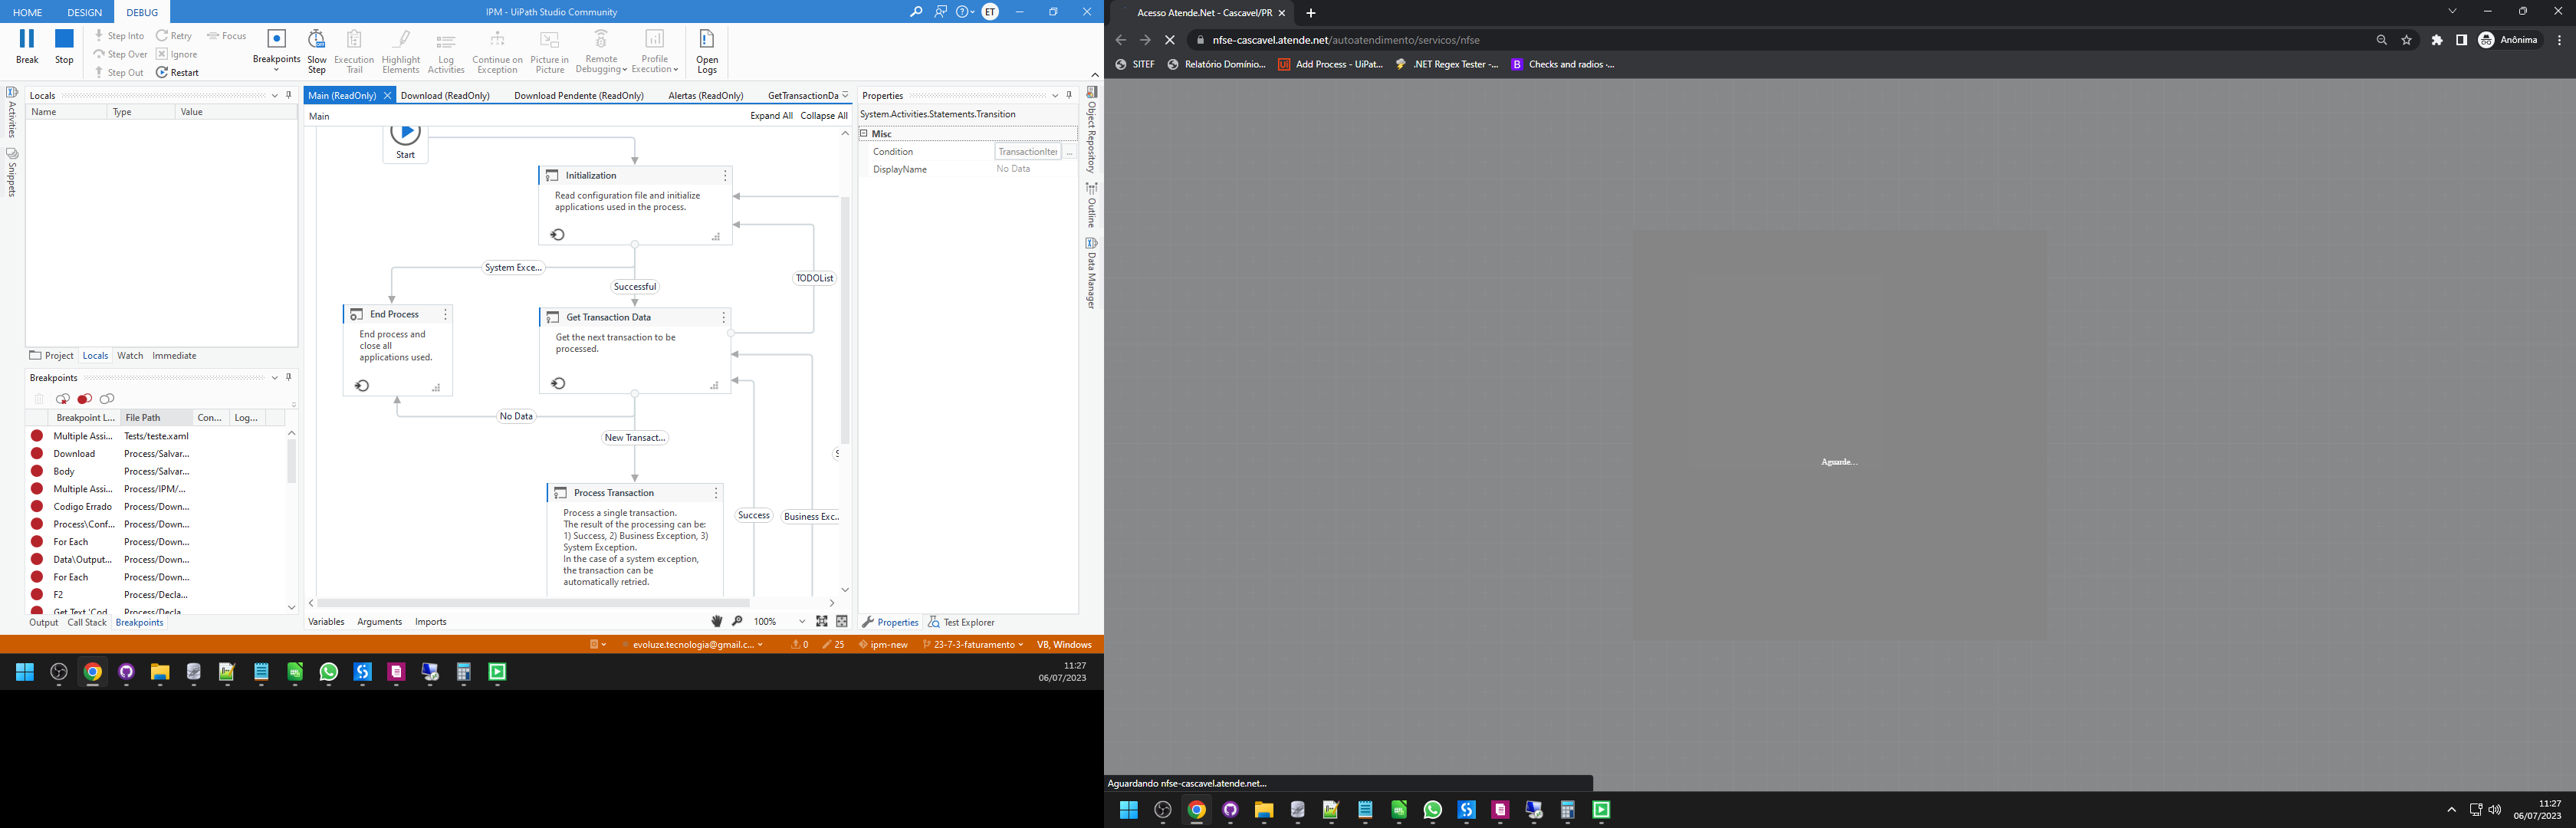 HOME DESIGN DEBUG IPM - UiPath Studio Community ET
Break Stop Step Into Retry Focus
Step Over Ignore
Step Out Restart
Breakpoints Slow Step Execution Trail Highlight Elements Log Activities Continue on Exception Picture in Picture Remote Debugging Profile Execution Open Logs
Activities
Snippets
Locals
Name Type Value
Project Locals Watch Immediate
Breakpoints
Breakpoint L... File Path Con... Log...
Multiple Assi... Tests/teste.xaml
Download Process/Salvar...
Body Process/Salvar...
Multiple Assi... Process/IPM/...
Codigo Errado Process/Down...
Process\Conf... Process/Down...
For Each Process/Down...
Data\Output... Process/Down...
For Each Process/Down...
F2 Process/Decla...
Get Text 'Cod Process/Decla
Output Call Stack Breakpoints
Main (ReadOnly) Download (ReadOnly) Download Pendente (ReadOnly) Alertas (ReadOnly) GetTransactionDa
Main Expand All Collapse All
Start
Initialization
Read configuration file and initialize
applications used in the process.
System Exce...
Successful
TODOList
End Process
End process and
close all
applications used.
Get Transaction Data
Get the next transaction to be
processed.
No Data
New Transact...
Process Transaction
Process a single transaction.
The result of the processing can be:
1) Success, 2) Business Exception, 3)
System Exception.
In the case of a system exception,
the transaction can be
automatically retried.
Success
Business Exc...
S
Variables Arguments Imports 100%
Properties
System.Activities.Statements.Transition
Misc
Condition TransactionIter ...
DisplayName No Data
Properties Test Explorer
Object Repository
Outline
Data Manager
evoluze.tecnologia@gmail.c... 0 25 ipm-new 23-7-3-faturamento VB, Windows
11:27
06/07/2023
Acesso Atende.Net - Cascavel/PR
nfse-cascavel.atende.net/autoatendimento/servicos/nfse Anônima
SITEF Relatório Domínio... Add Process - UiPat... .NET Regex Tester -... Checks and radios ·...
Aguarde...
Aguardando nfse-cascavel.atende.net...
11:27
06/07/2023